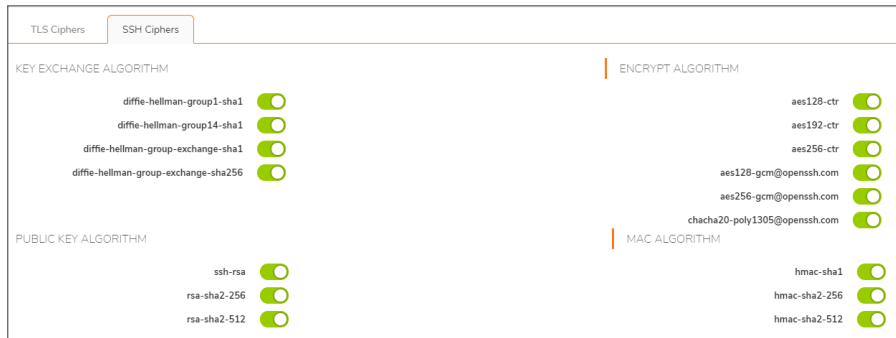 TLS Ciphers
SSH Ciphers
KEY EXCHANGE ALGORITHM
diffie-hellman-group1-sha1
diffie-hellman-group14-sha1
diffie-hellman-group-exchange-sha1
diffie-hellman-group-exchange-sha256
ENCRYPT ALGORITHM
aes128-ctr
aes192-ctr
aes256-ctr
aes128-gcm@openssh.com
aes256-gcm@openssh.com
chacha20-poly1305@openssh.com
PUBLIC KEY ALGORITHM
ssh-rsa
rsa-sha2-256
rsa-sha2-512
MAC ALGORITHM
hmac-sha1
hmac-sha2-256
hmac-sha2-512